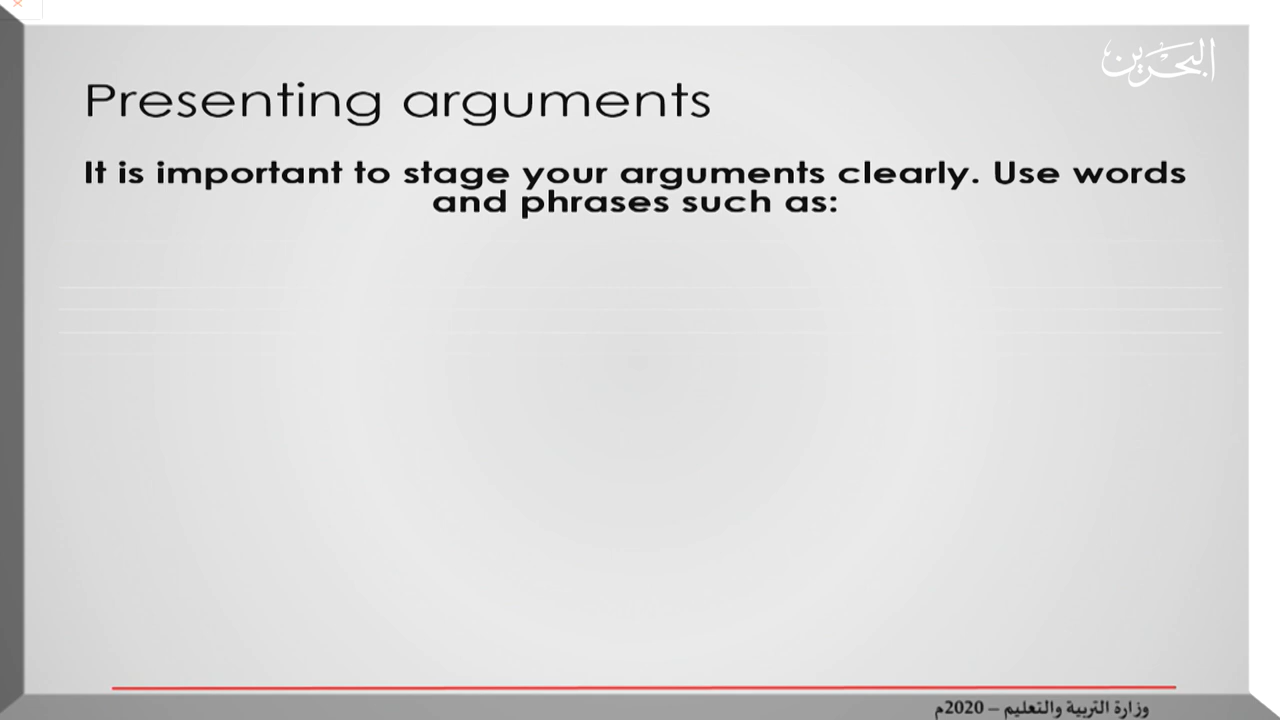 البحرين
Presenting arguments
It is important to stage your arguments clearly. Use words
and phrases such as:
وزارة التربية والتعليم – 2020م